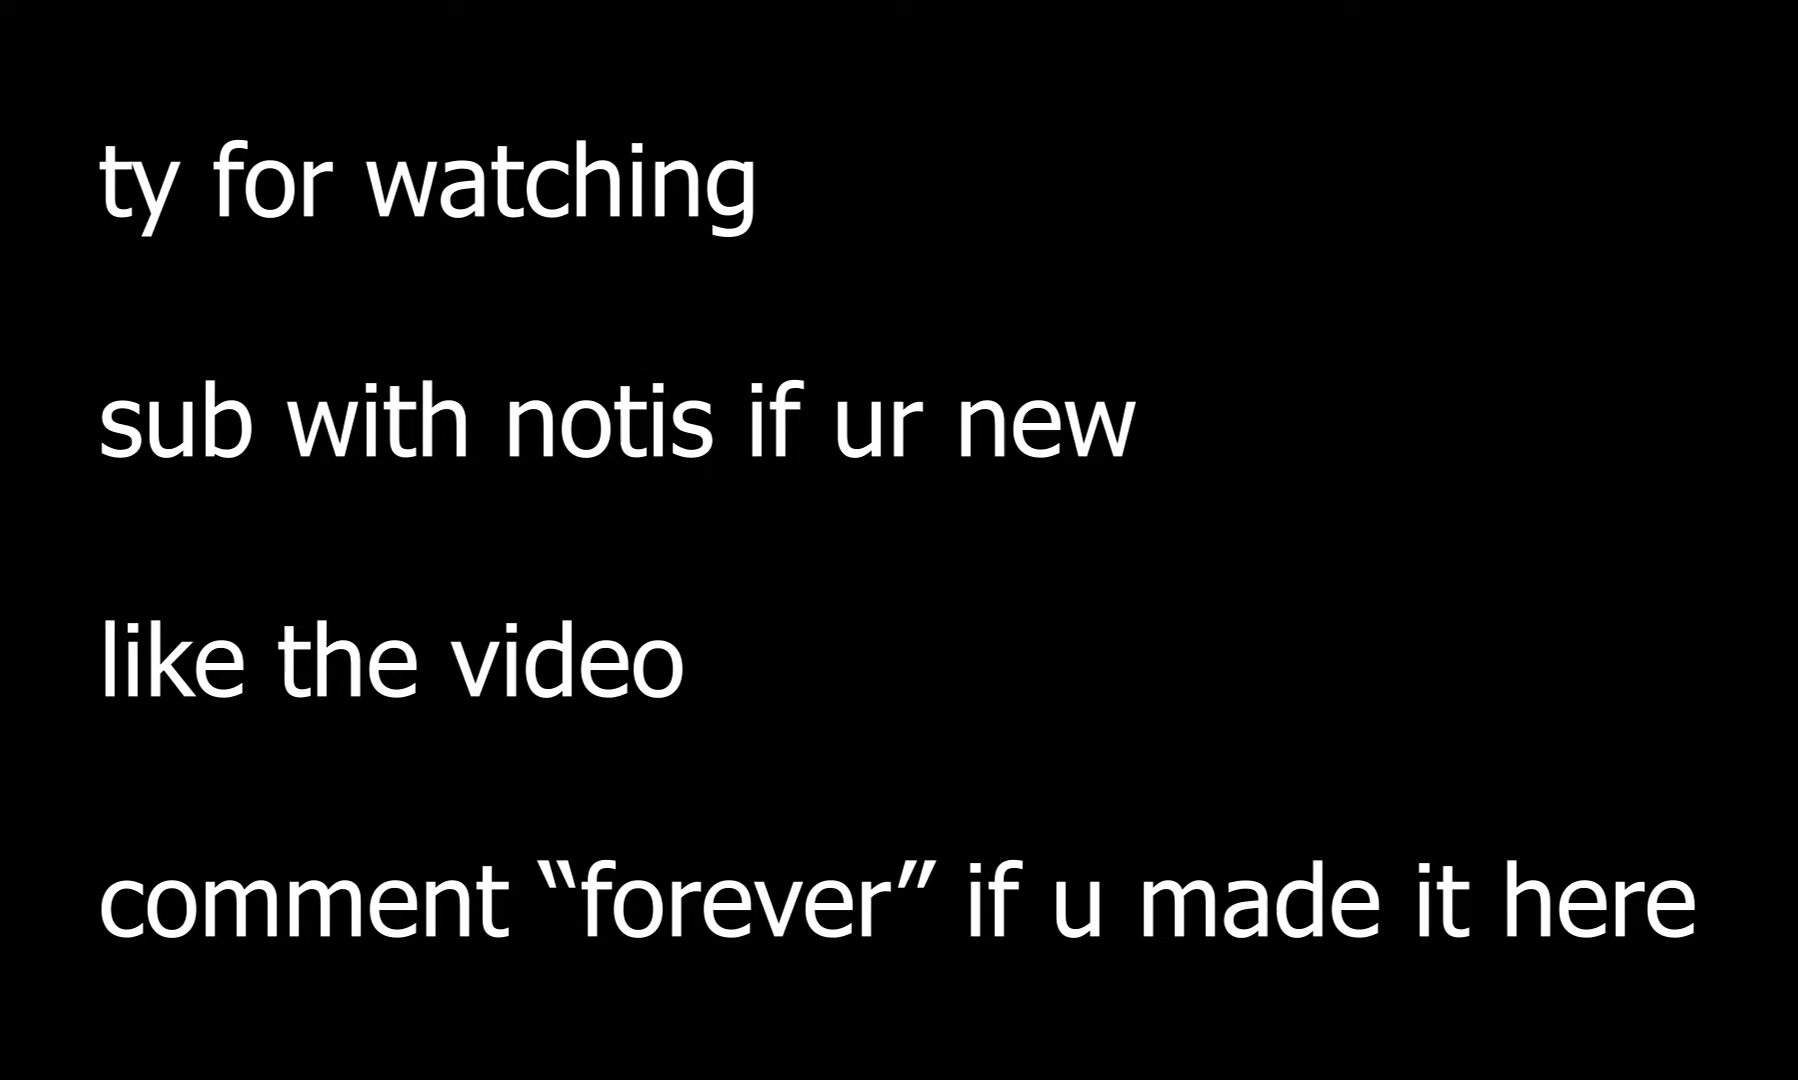 ty for watching
sub with notis if ur new
like the video
comment “forever” if u made it here